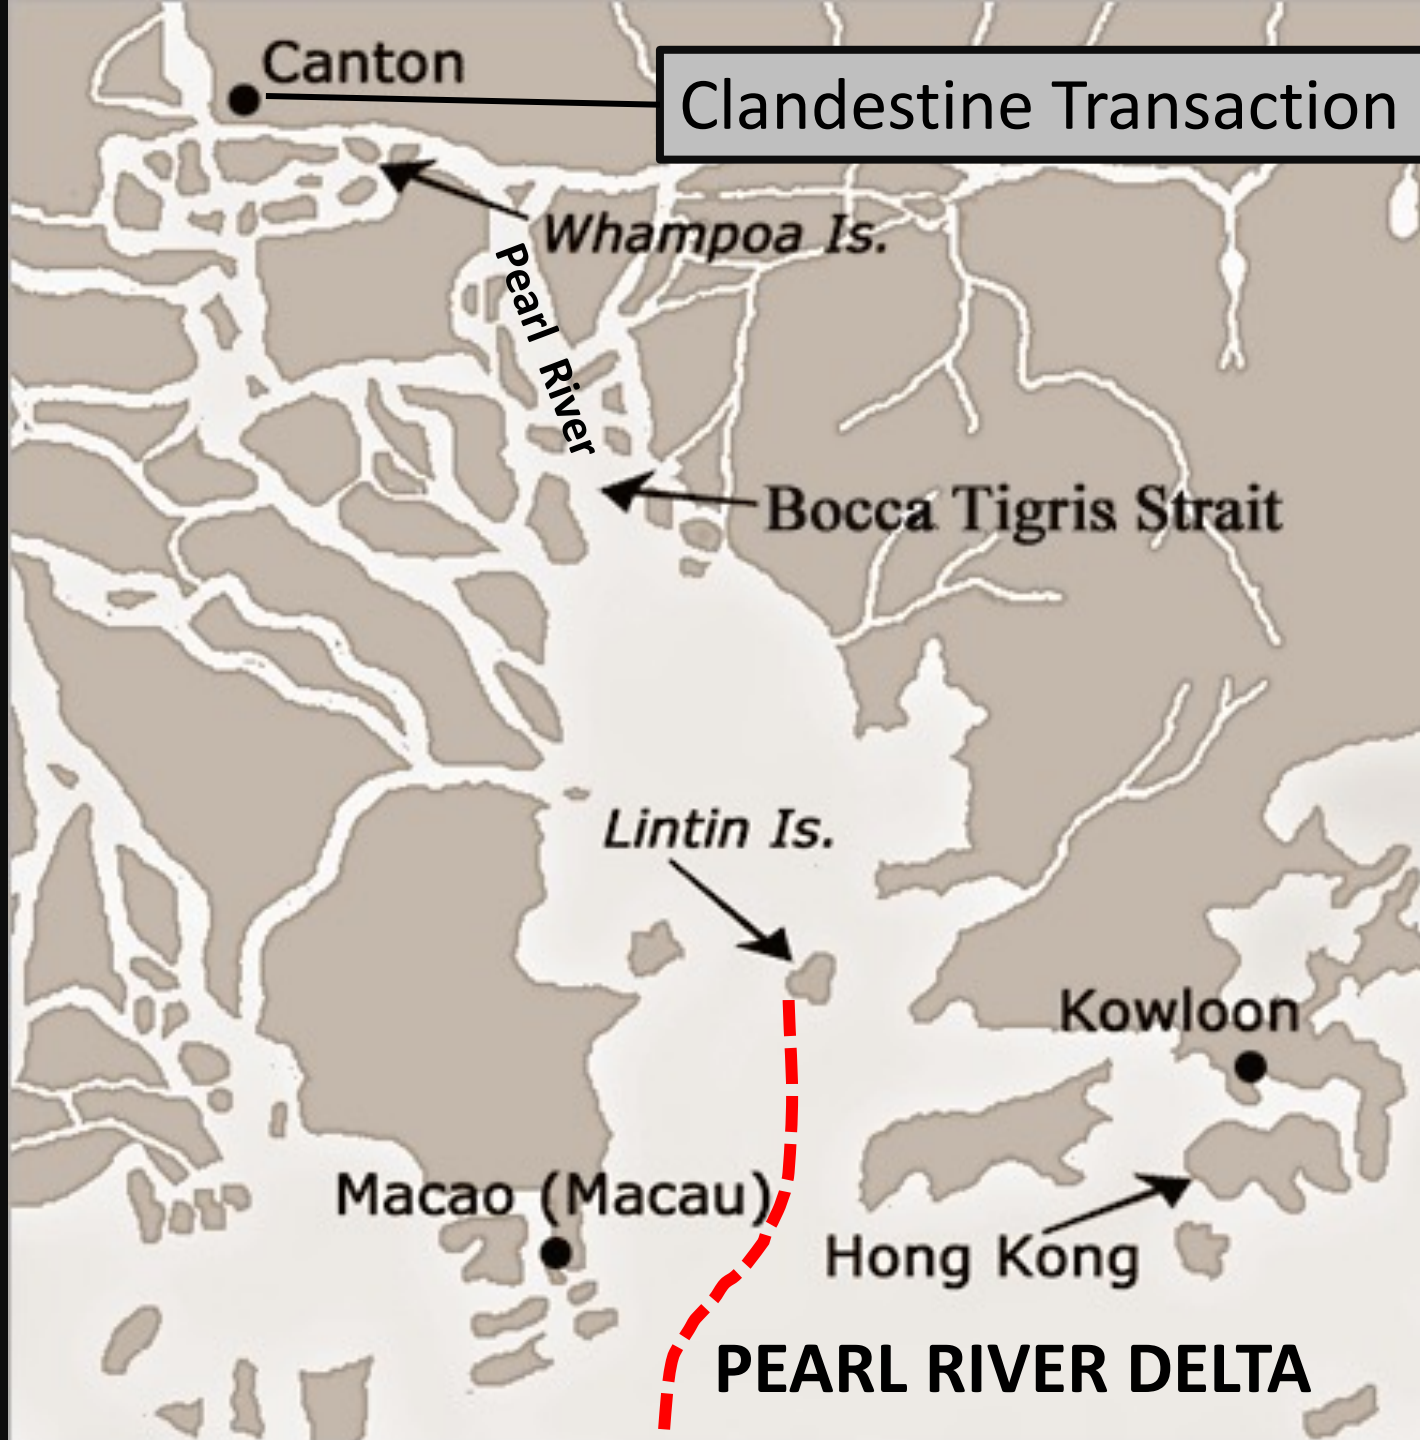 Canton
Clandestine Transaction
Whampoa Is.
Pearl River
Bocca Tigris Strait
Lintin Is.
Kowloon
Macao (Macau)
Hong Kong
PEARL RIVER DELTA